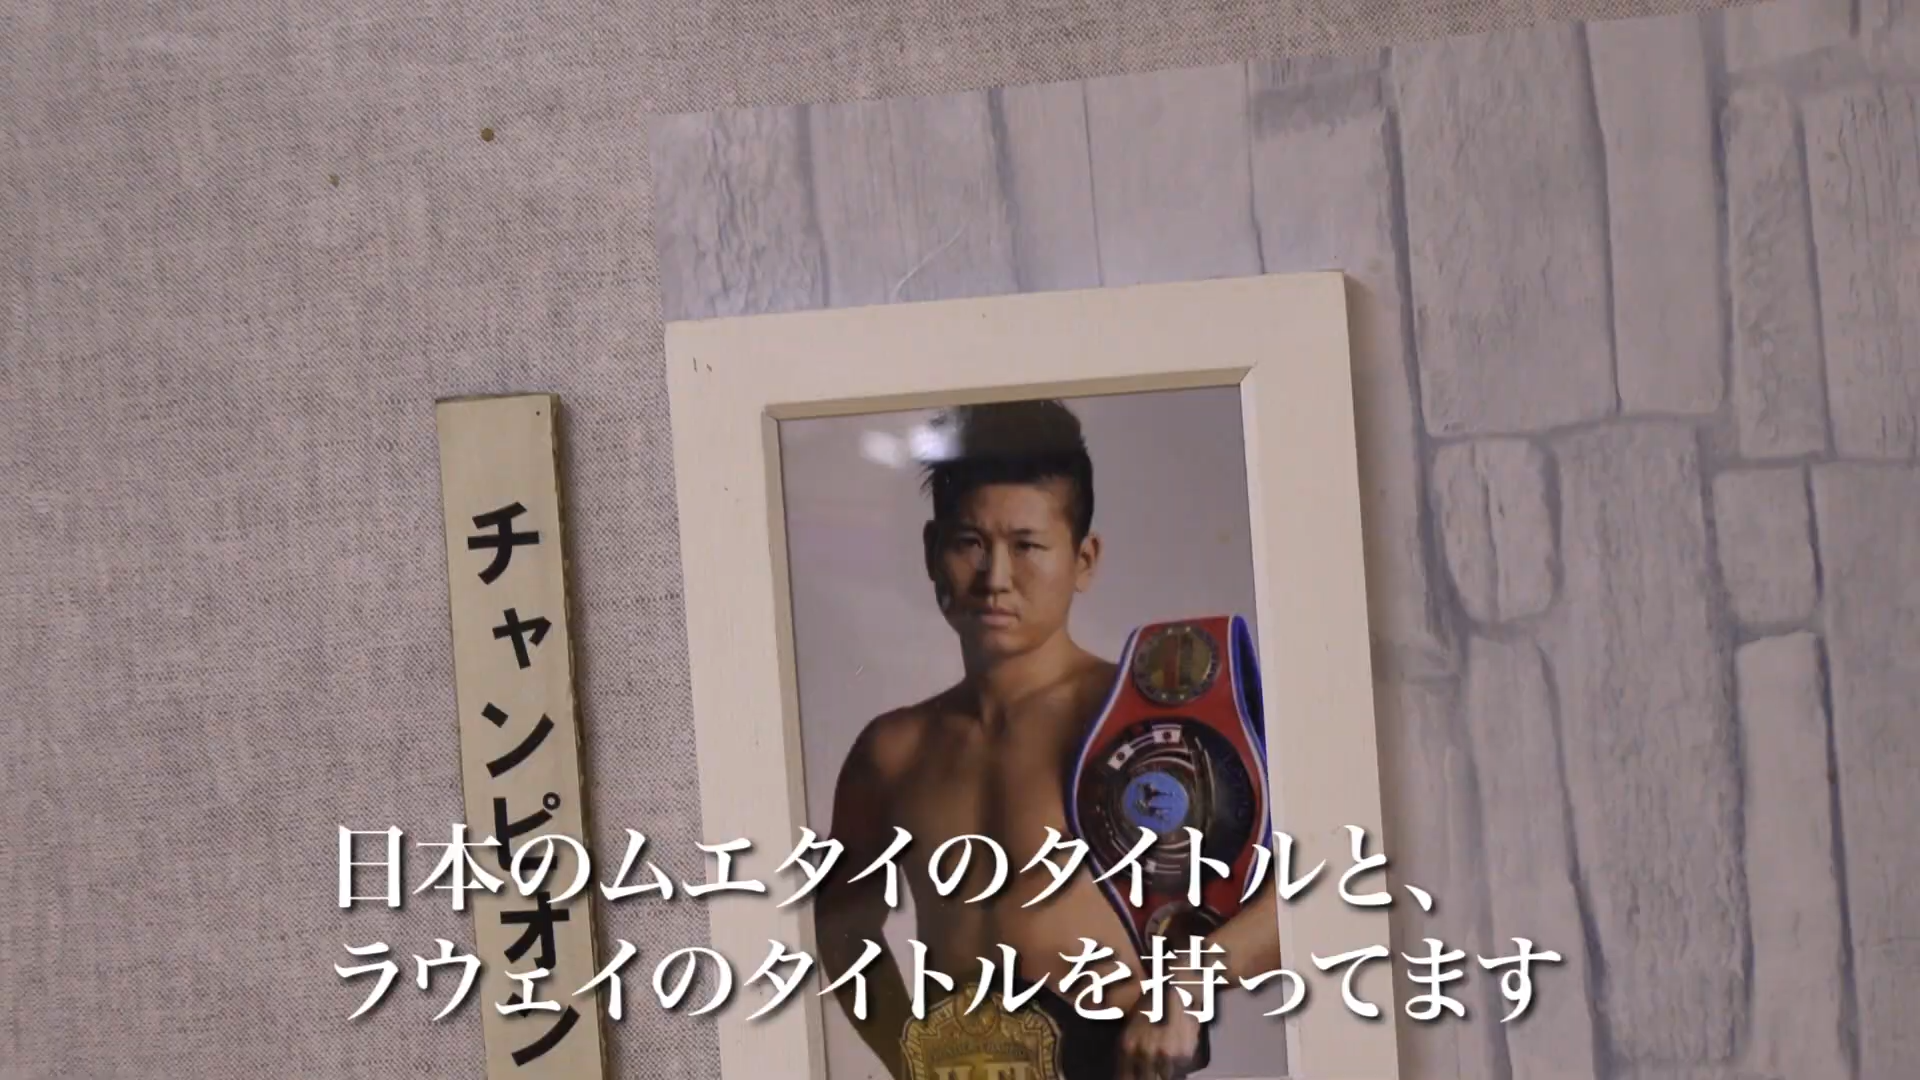 チャンピオン
日本のムエタイのタイトルと、
ラウェイのタイトルを持ってます